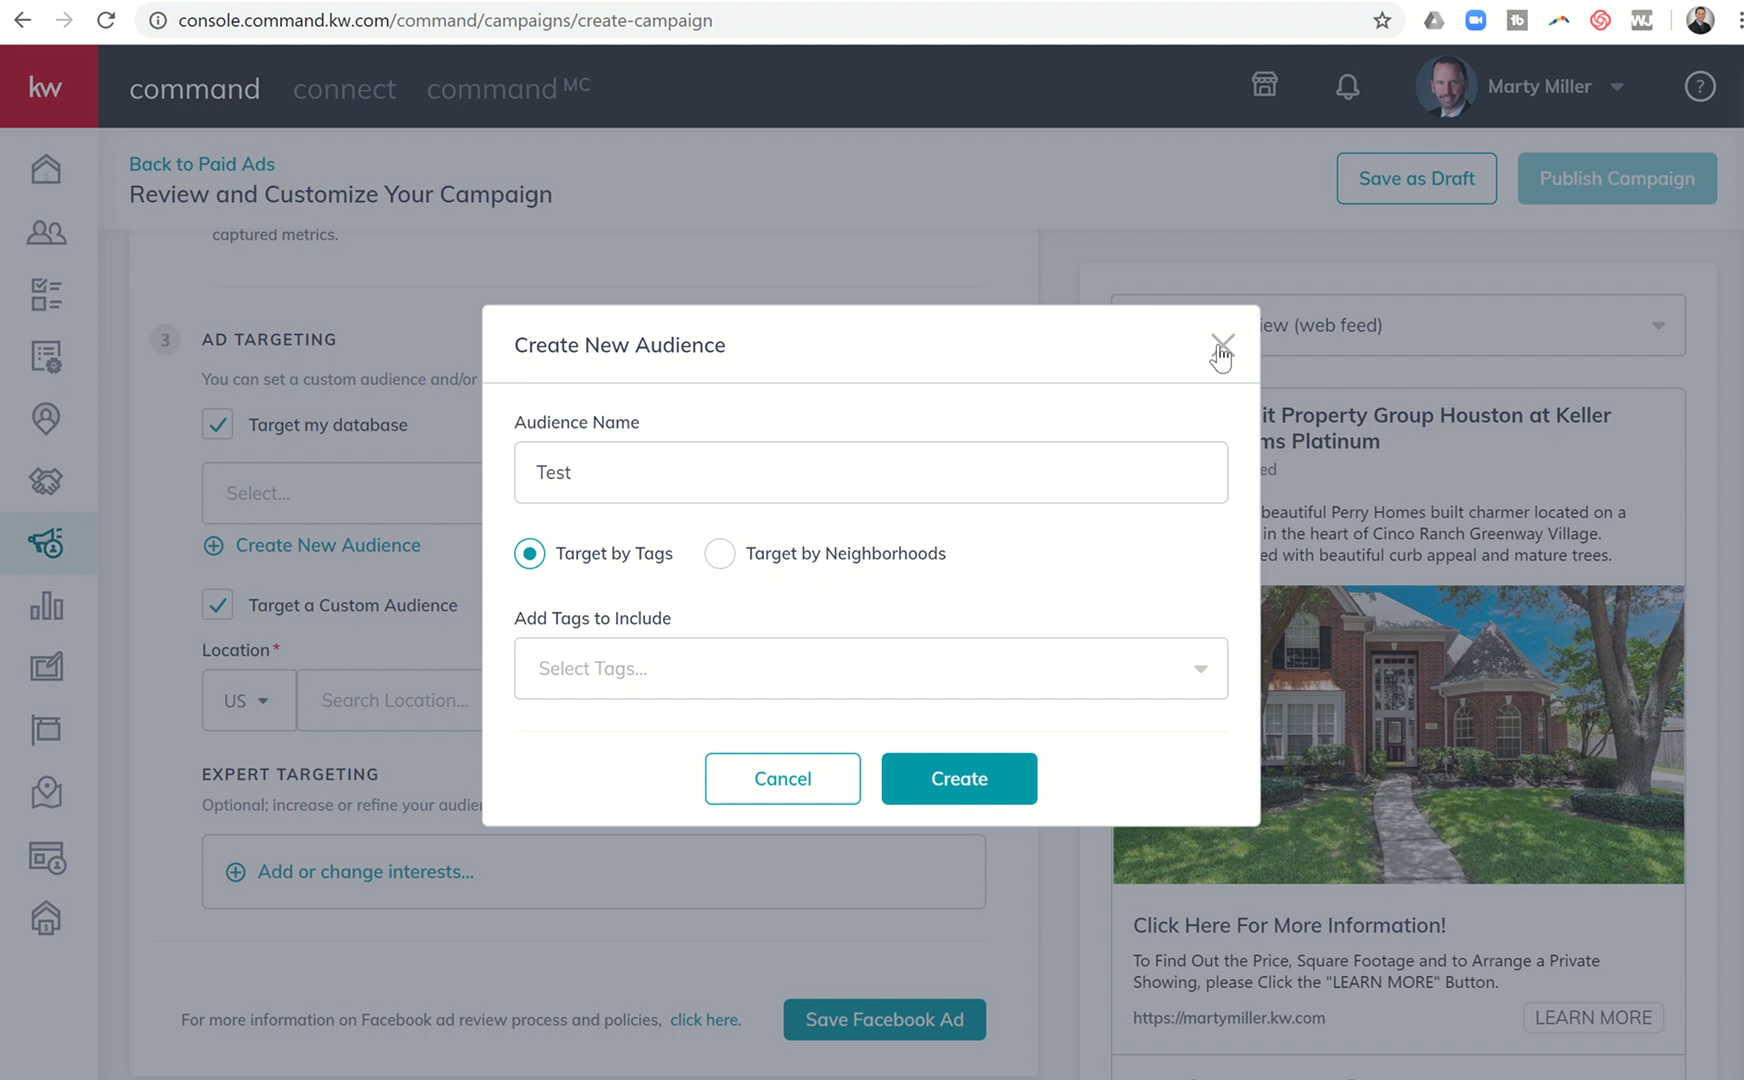 console.command.kw.com/command/campaigns/create-campaign
kw
command
connect
command MC
Marty Miller
?
Back to Paid Ads
Review and Customize Your Campaign
Save as Draft
Publish Campaign
captured metrics.
3
AD TARGETING
You can set a custom audience and/or
Target my database
Select...
Create New Audience
Target a Custom Audience
Location *
US
Search Location...
EXPERT TARGETING
Optional; increase or refine your audie
Add or change interests...
For more information on Facebook ad review process and policies, click here.
Save Facebook Ad
Create New Audience
Audience Name
Test
Target by Tags
Target by Neighborhoods
Add Tags to Include
Select Tags...
Cancel
Create
iew (web feed)
it Property Group Houston at Keller
ms Platinum
ed
beautiful Perry Homes built charmer located on a
in the heart of Cinco Ranch Greenway Village.
ed with beautiful curb appeal and mature trees.
Click Here For More Information!
To Find Out the Price, Square Footage and to Arrange a Private
Showing, please Click the "LEARN MORE" Button.
https://martymiller.kw.com
LEARN MORE